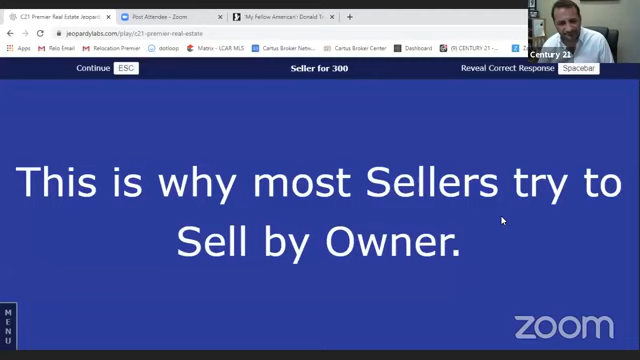 C21 Premier Real Estate Jeopard
Post Attendee - Zoom
"My Fellow American": Donald Tr
jeopardylabs.com/play/c21-premier-real-estate
Apps
Relo Email
Relocation Prem
Dotloop
Matrix - LCAR MLS
Cartus Broker Netw
Cartus Broker Center
Dashboard
(9) CENTURY 21
Century 21
Continue ESC
Seller for 300
Reveal Correct Response Spacebar
This is why most Sellers try to
Sell by Owner.
MENU
zoom